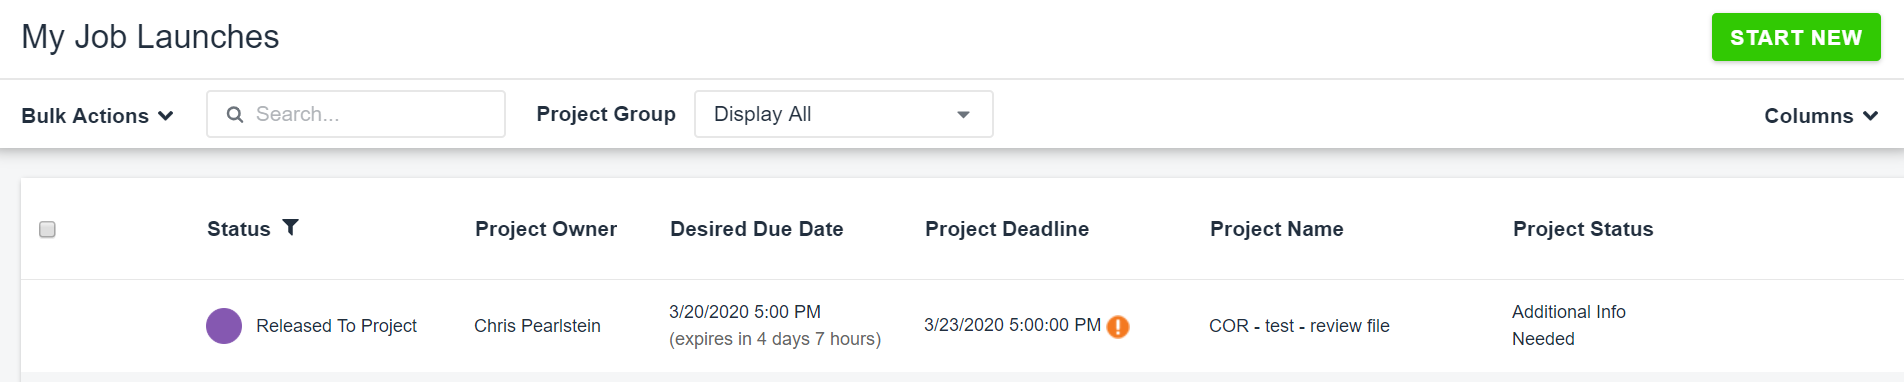 My Job Launches
START NEW
Bulk Actions
Search...
Project Group
Display All
Columns
Status
Project Owner
Desired Due Date
Project Deadline
Project Name
Project Status
Released To Project
Chris Pearlstein
3/20/2020 5:00 PM
(expires in 4 days 7 hours)
3/23/2020 5:00:00 PM
COR - test - review file
Additional Info
Needed